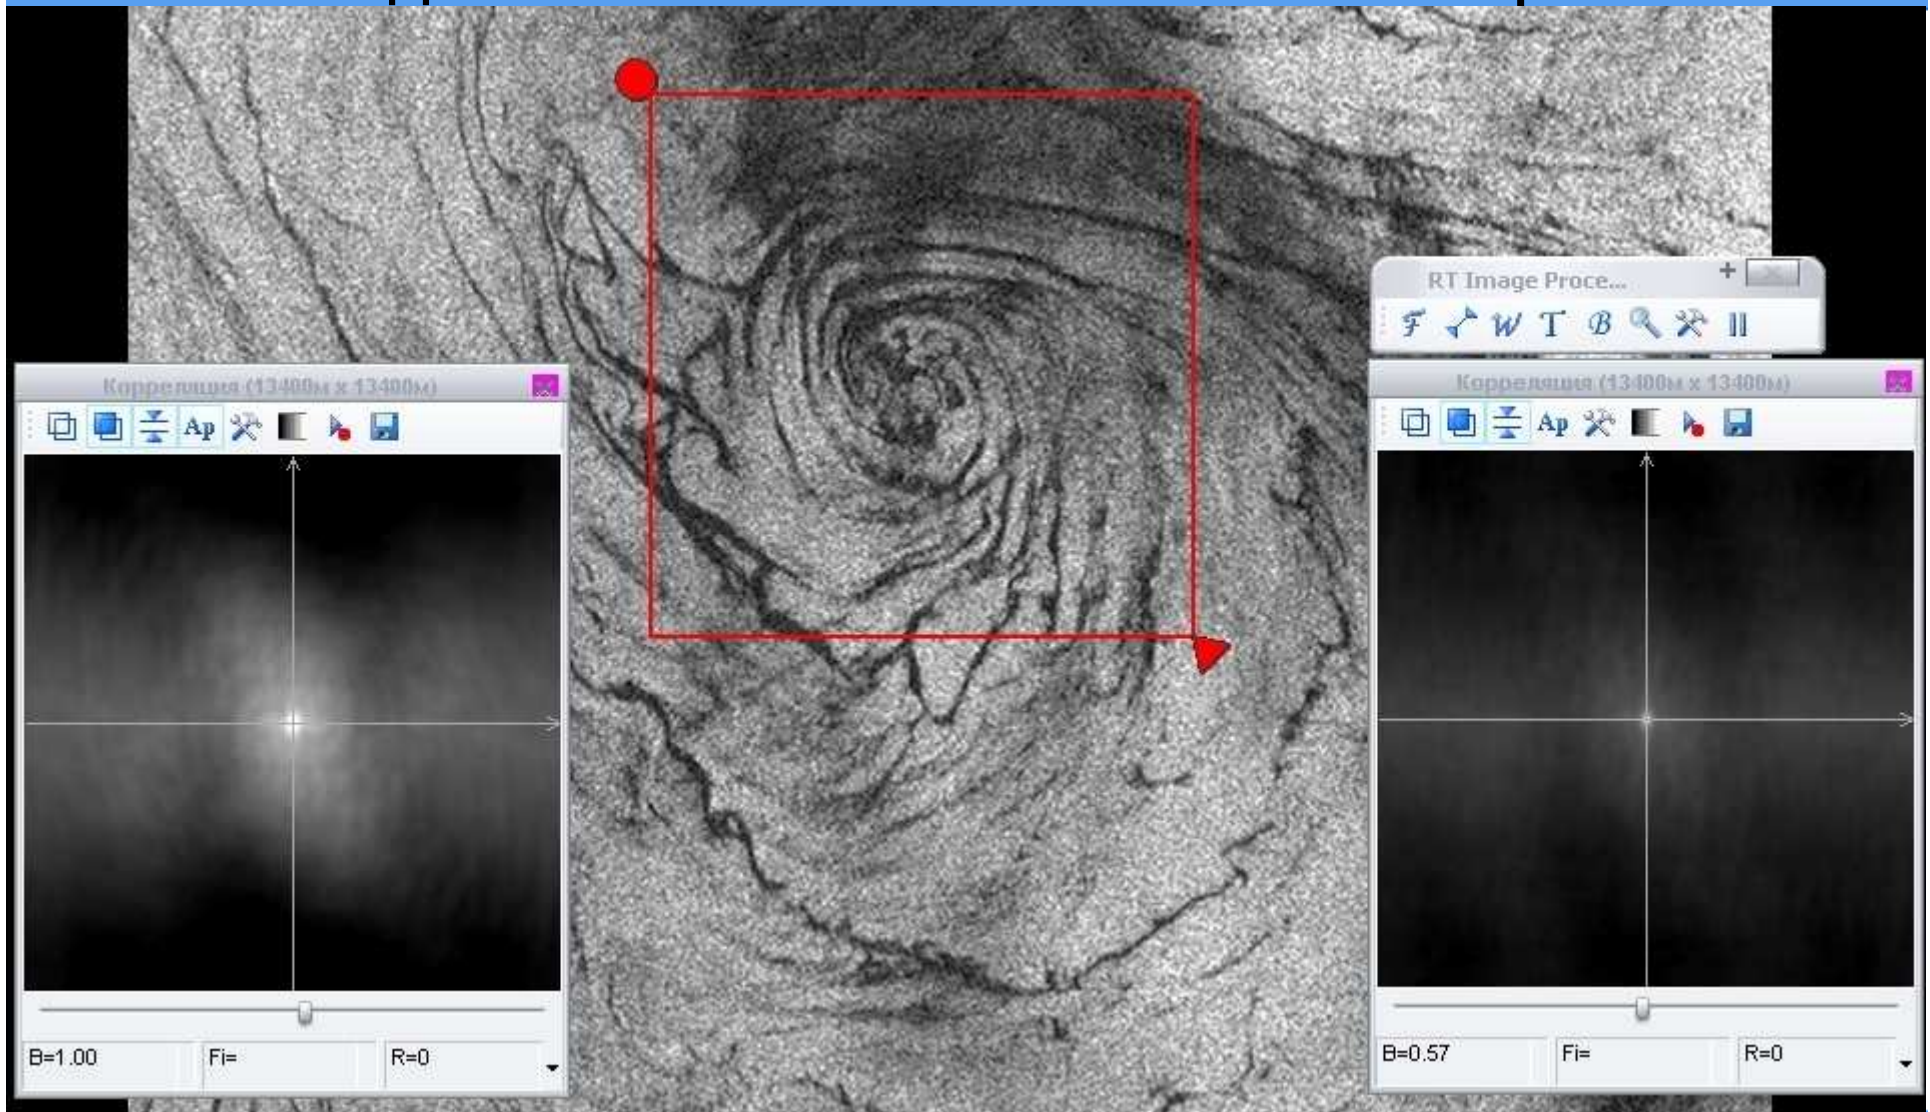 RT Image Proce...
F W T B
Корреляция (13400м x 13400м)
Ap
B=1.00 Fi= R=0
Корреляция (13400м x 13400м)
Ap
B=0.57 Fi= R=0